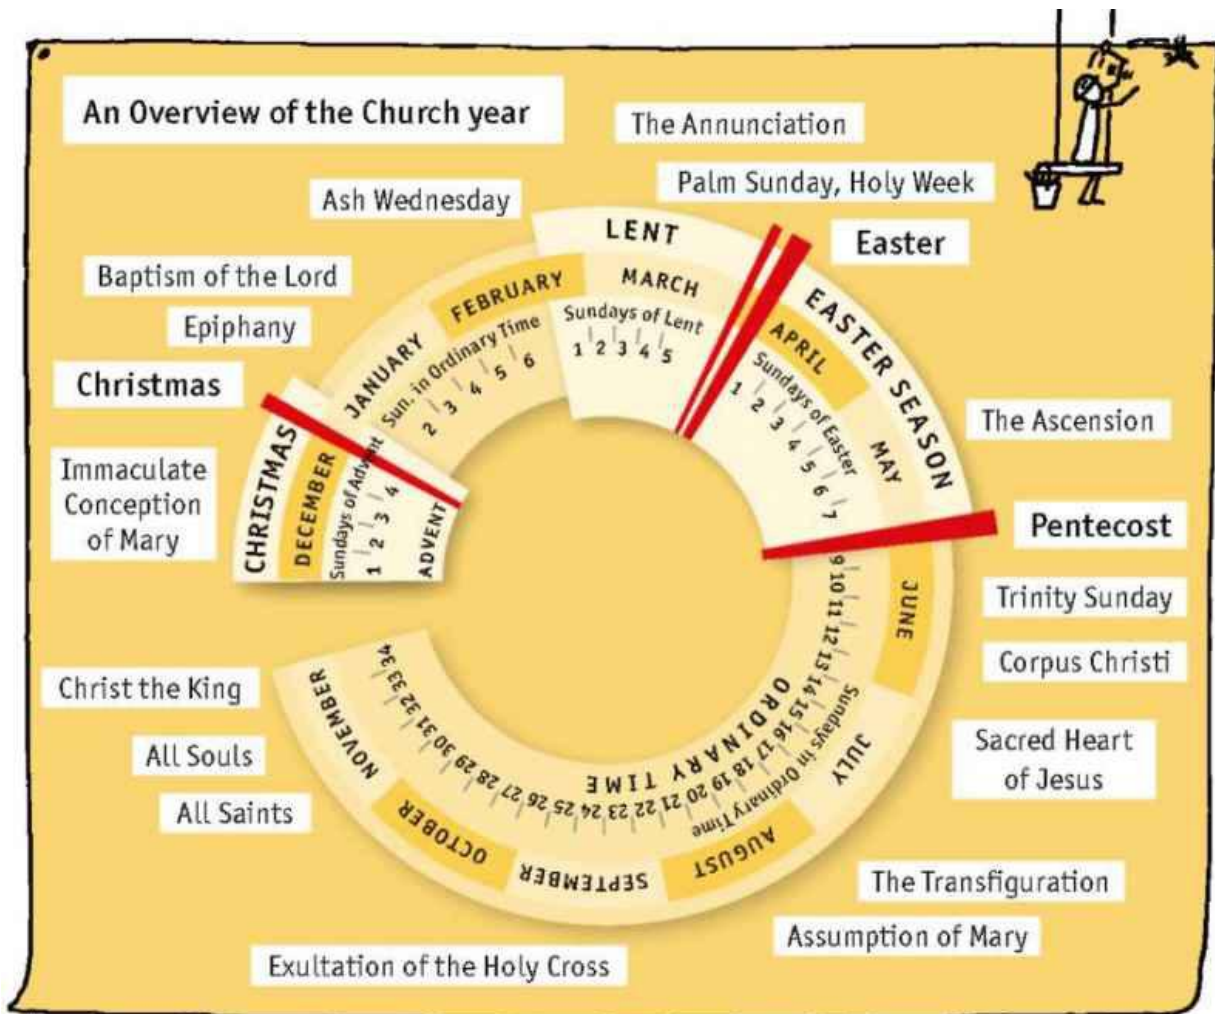 An Overview of the Church year
The Annunciation
Palm Sunday, Holy Week
Ash Wednesday
Easter
Baptism of the Lord
Epiphany
Christmas
Immaculate
Conception
of Mary
The Ascension
Pentecost
Trinity Sunday
Corpus Christi
Sacred Heart
of Jesus
The Transfiguration
Assumption of Mary
Exultation of the Holy Cross
All Saints
All Souls
Christ the King
CHRISTMAS
DECEMBER
Sundays of Advent
1 2 3 4
ADVENT
JANUARY
FEBRUARY
Sun. in Ordinary Time
2 3 4 5 6
LENT
MARCH
Sundays of Lent
1 2 3 4 5
EASTER SEASON
APRIL
MAY
Sundays of Easter
1 2 3 4 5 6 7
JUNE
JULY
AUGUST
SEPTEMBER
OCTOBER
NOVEMBER
9 10 11 12 13 14 15 16 17 18 19 20 21 22 23 24 25 26 27 28 29 30 31 32 33 34
Sundays in Ordinary Time
ORDINARY TIME